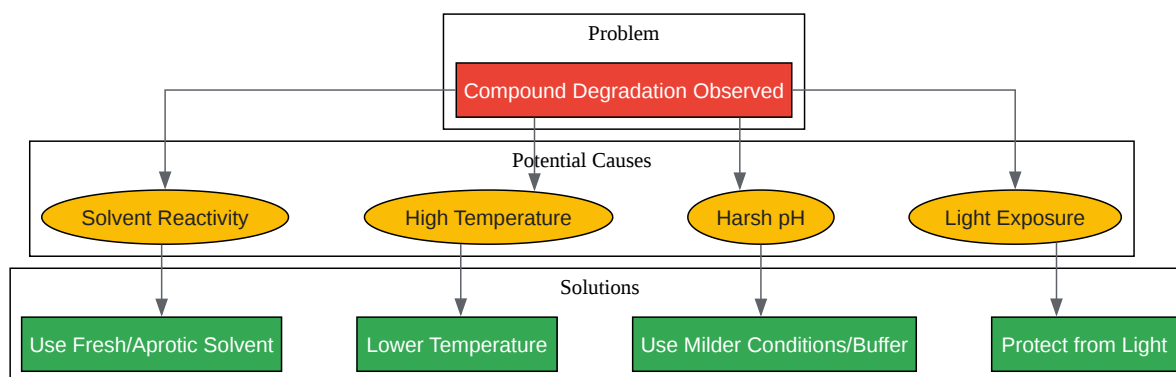 Problem
Compound Degradation Observed
Potential Causes
Solvent Reactivity
High Temperature
Harsh pH
Light Exposure
Solutions
Use Fresh/Aprotic Solvent
Lower Temperature
Use Milder Conditions/Buffer
Protect from Light